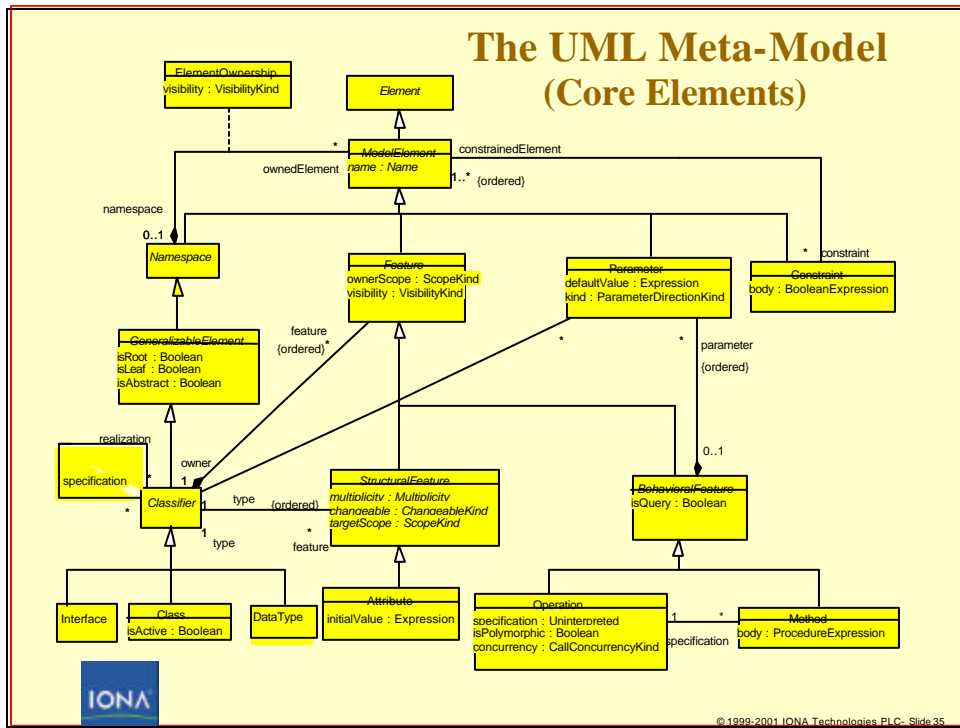 The UML Meta-Model
(Core Elements)
ElementOwnership
visibility : VisibilityKind
Element
*
ownedElement
ModelElement
name : Name
constrainedElement
1..*
{ordered}
namespace
0..1
Namespace
Feature
ownerScope : ScopeKind
visibility : VisibilityKind
Parameter
defaultValue : Expression
kind : ParameterDirectionKind
*
constraint
Constraint
body : BooleanExpression
GeneralizableElement
isRoot : Boolean
isLeaf : Boolean
isAbstract : Boolean
feature
{ordered}
*
*
*
parameter
{ordered}
0..1
realization
specification
*
*
owner
1
Classifier
1
type
{ordered}
1
type
*
feature
StructuralFeature
multiplicity : Multiplicity
changeable : ChangeableKind
targetScope : ScopeKind
BehavioralFeature
isQuery : Boolean
Interface
Class
isActive : Boolean
DataType
Attribute
initialValue : Expression
Operation
specification : Uninterpreted
isPolymorphic : Boolean
concurrency : CallConcurrencyKind
1
*
specification
Method
body : ProcedureExpression
IONA
© 1999-2001 IONA Technologies PLC- Slide 35